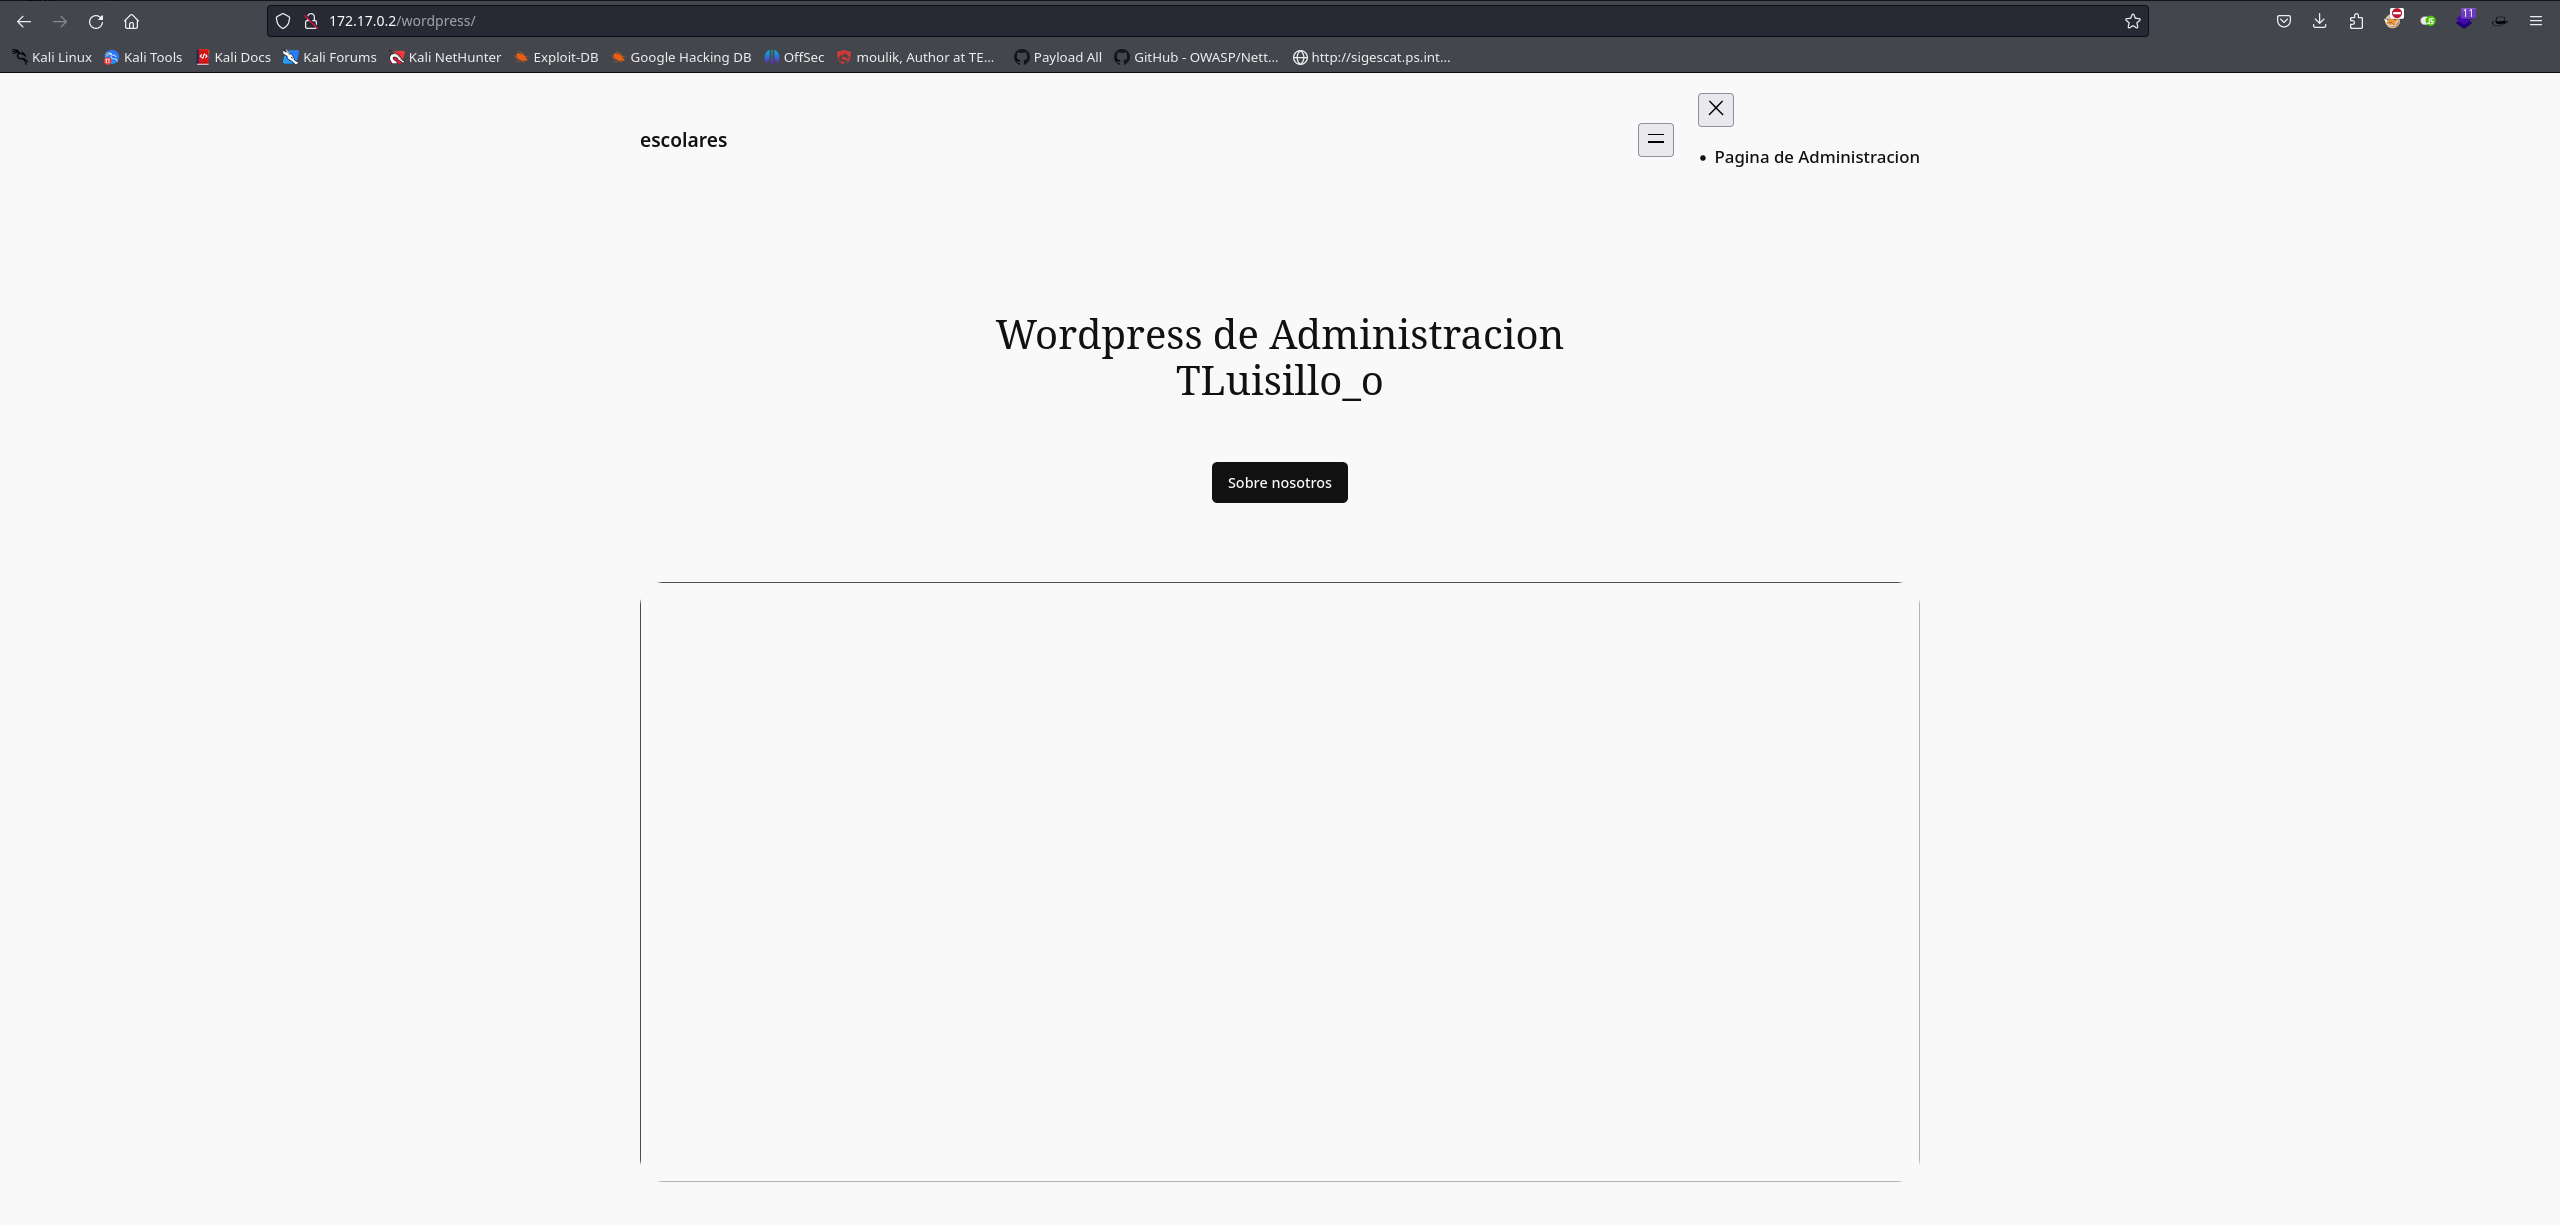 172.17.0.2/wordpress/
11
Kali Linux
Kali Tools
Kali Docs
Kali Forums
Kali NetHunter
Exploit-DB
Google Hacking DB
OffSec
moulik, Author at TE...
Payload All
GitHub - OWASP/Nett...
http://sigescat.ps.int...
escolares
Pagina de Administracion
Wordpress de Administracion
TLuisillo_o
Sobre nosotros